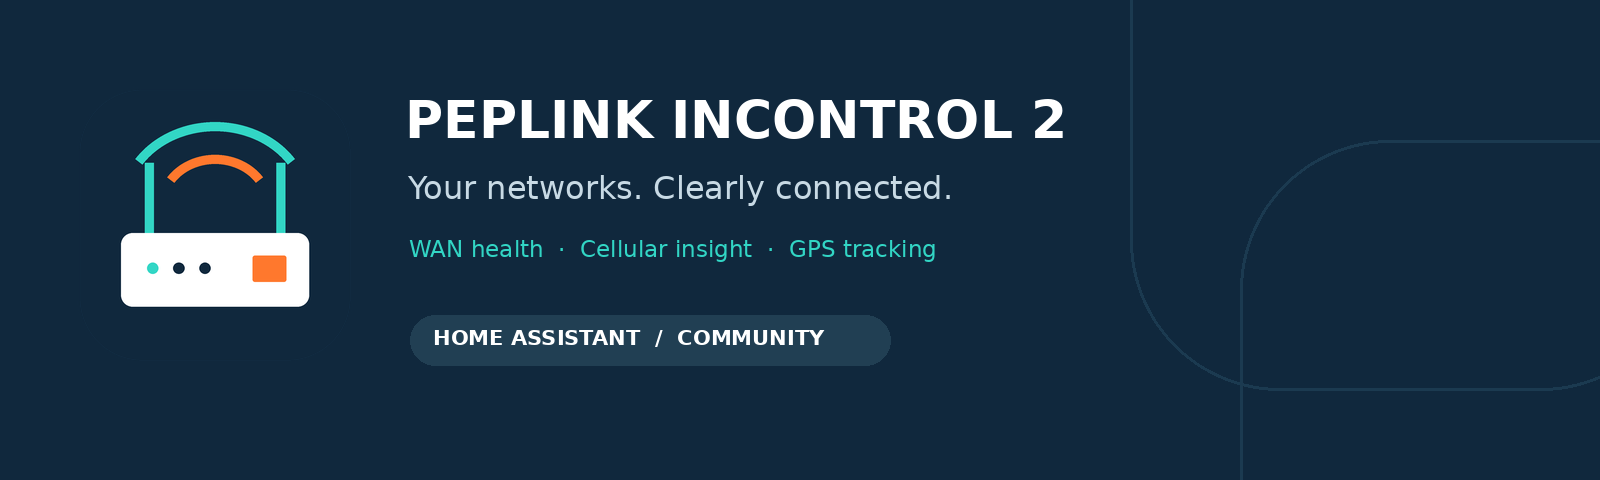 PEPLINK INCONTROL 2
Your networks. Clearly connected.
WAN health · Cellular insight · GPS tracking
HOME ASSISTANT / COMMUNITY